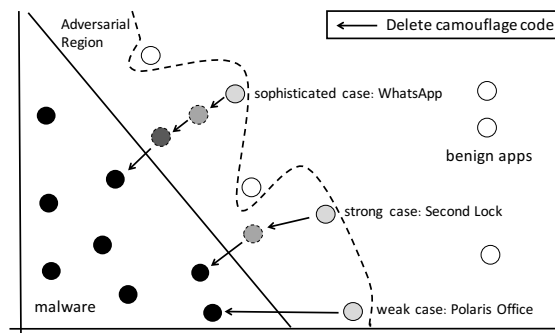 Adversarial
Region
Delete camouflage code
sophisticated case: WhatsApp
benign apps
strong case: Second Lock
malware
weak case: Polaris Office